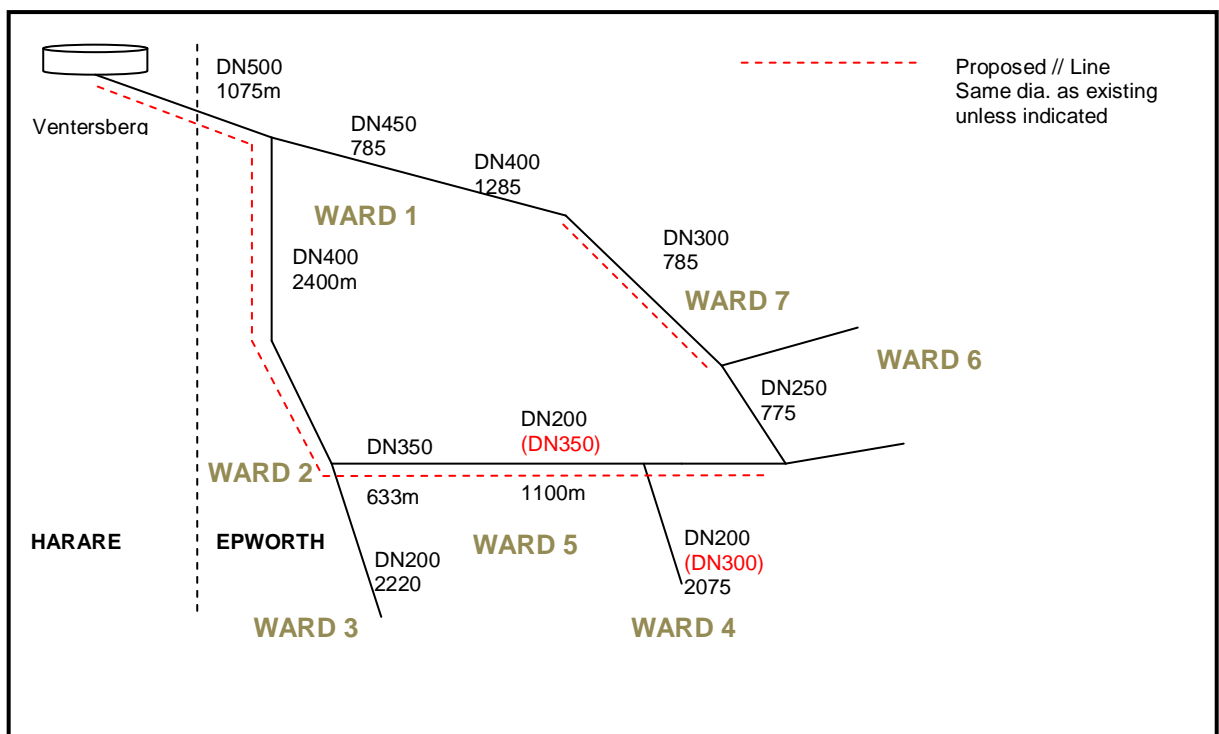 DN500
1075m
Ventersberg
Proposed // Line
Same dia. as existing
unless indicated
DN450
785
DN400
1285
WARD 1
DN400
2400m
DN300
785
WARD 7
WARD 6
DN250
775
DN200
(DN350)
DN350
WARD 2
633m
1100m
HARARE
EPWORTH
WARD 5
DN200
2220
DN200
(DN300)
2075
WARD 3
WARD 4